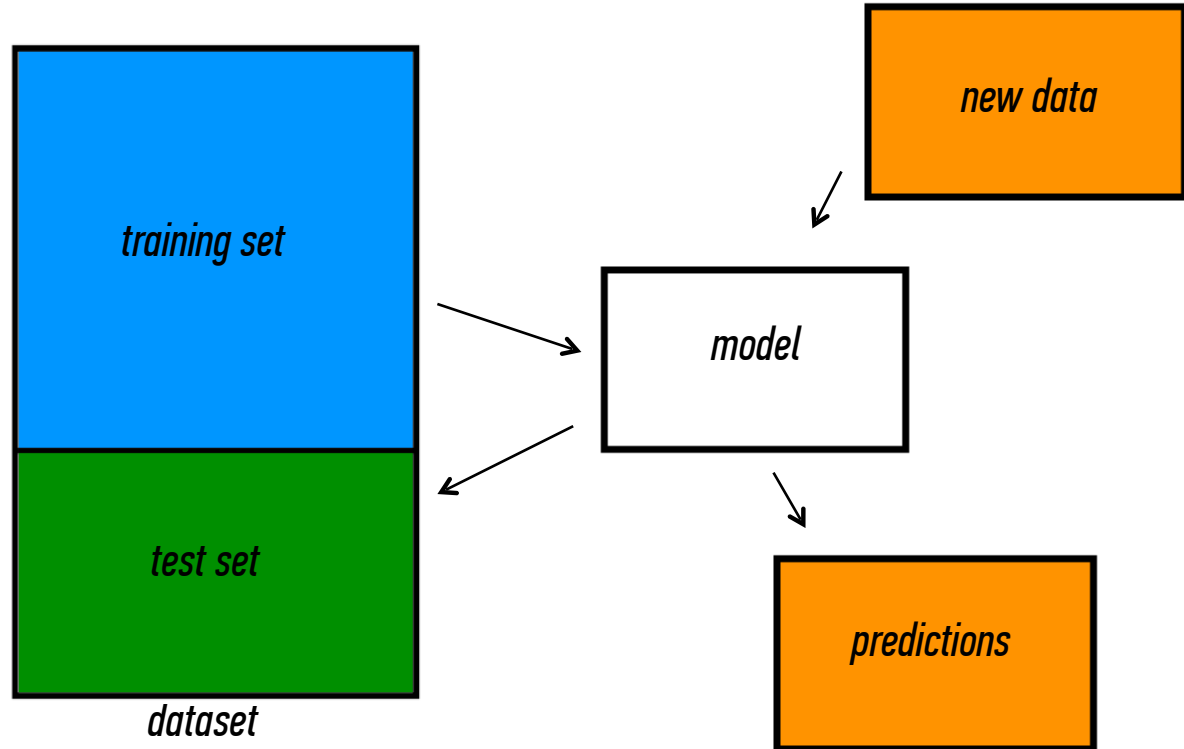 new data
training set
model
test set
predictions
dataset